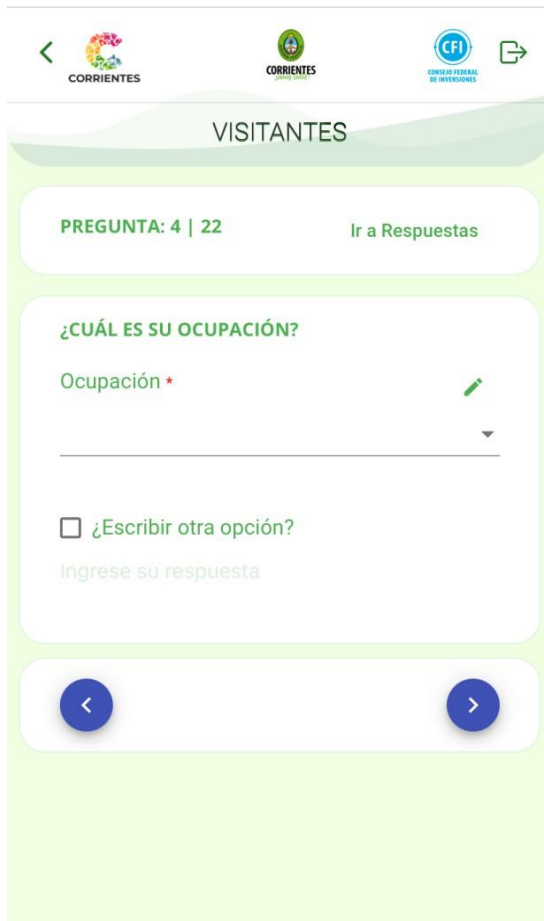 CORRIENTES
CORRIENTES
CFI
CONSEJO FEDERAL
DE INVERSIONES
VISITANTES
PREGUNTA: 4 | 22
Ir a Respuestas
¿CUÁL ES SU OCUPACIÓN?
Ocupación *
¿Escribir otra opción?
Ingrese su respuesta